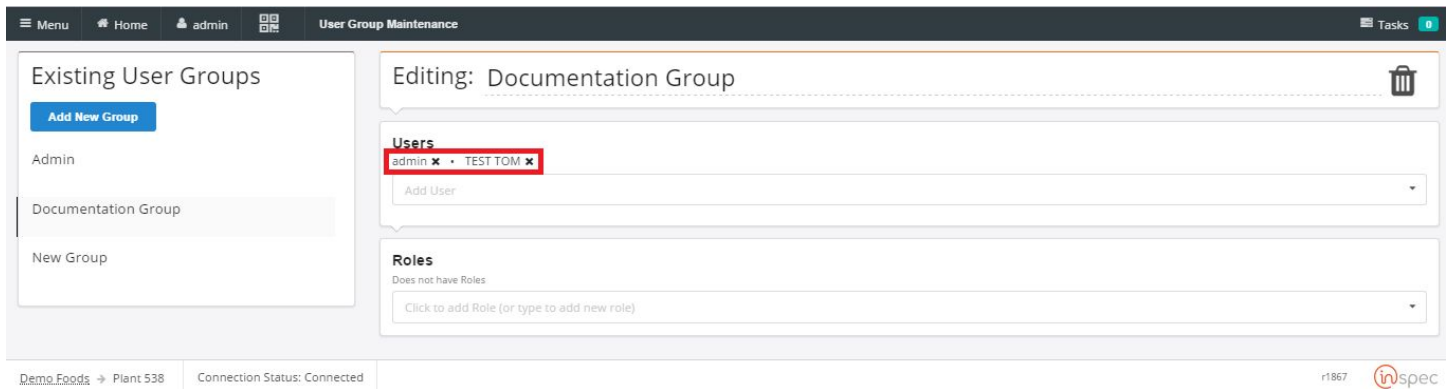 Menu Home admin User Group Maintenance Tasks 0
Existing User Groups
Add New Group
Admin
Documentation Group
New Group
Editing: Documentation Group
Users
admin ✖ • TEST TOM ✖
Add User
Roles
Does not have Roles
Click to add Role (or type to add new role)
Demo Foods → Plant 538 Connection Status: Connected r1867 inspec